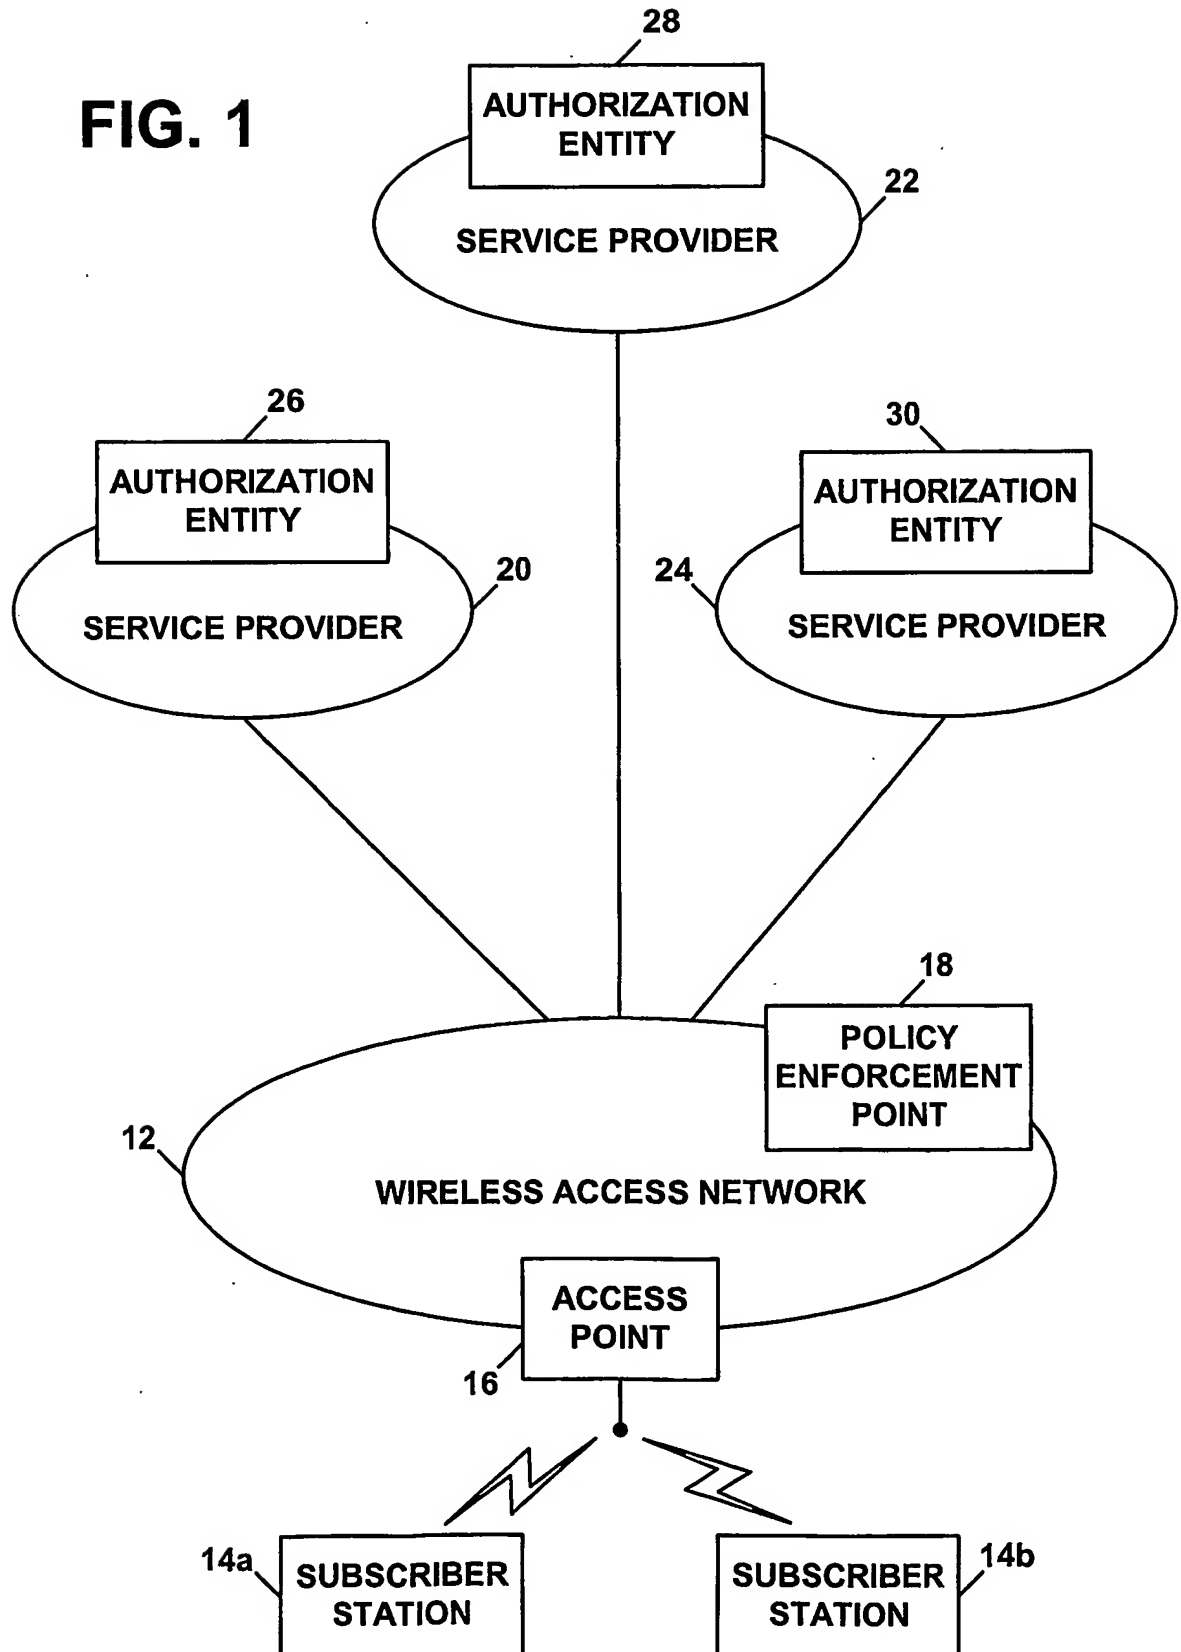 28
FIG. 1
AUTHORIZATION
ENTITY
22
SERVICE PROVIDER
26
AUTHORIZATION
ENTITY
20
SERVICE PROVIDER
30
AUTHORIZATION
ENTITY
24
SERVICE PROVIDER
18
POLICY
ENFORCEMENT
POINT
12
WIRELESS ACCESS NETWORK
ACCESS
POINT
16
14a
SUBSCRIBER
STATION
SUBSCRIBER
STATION
14b